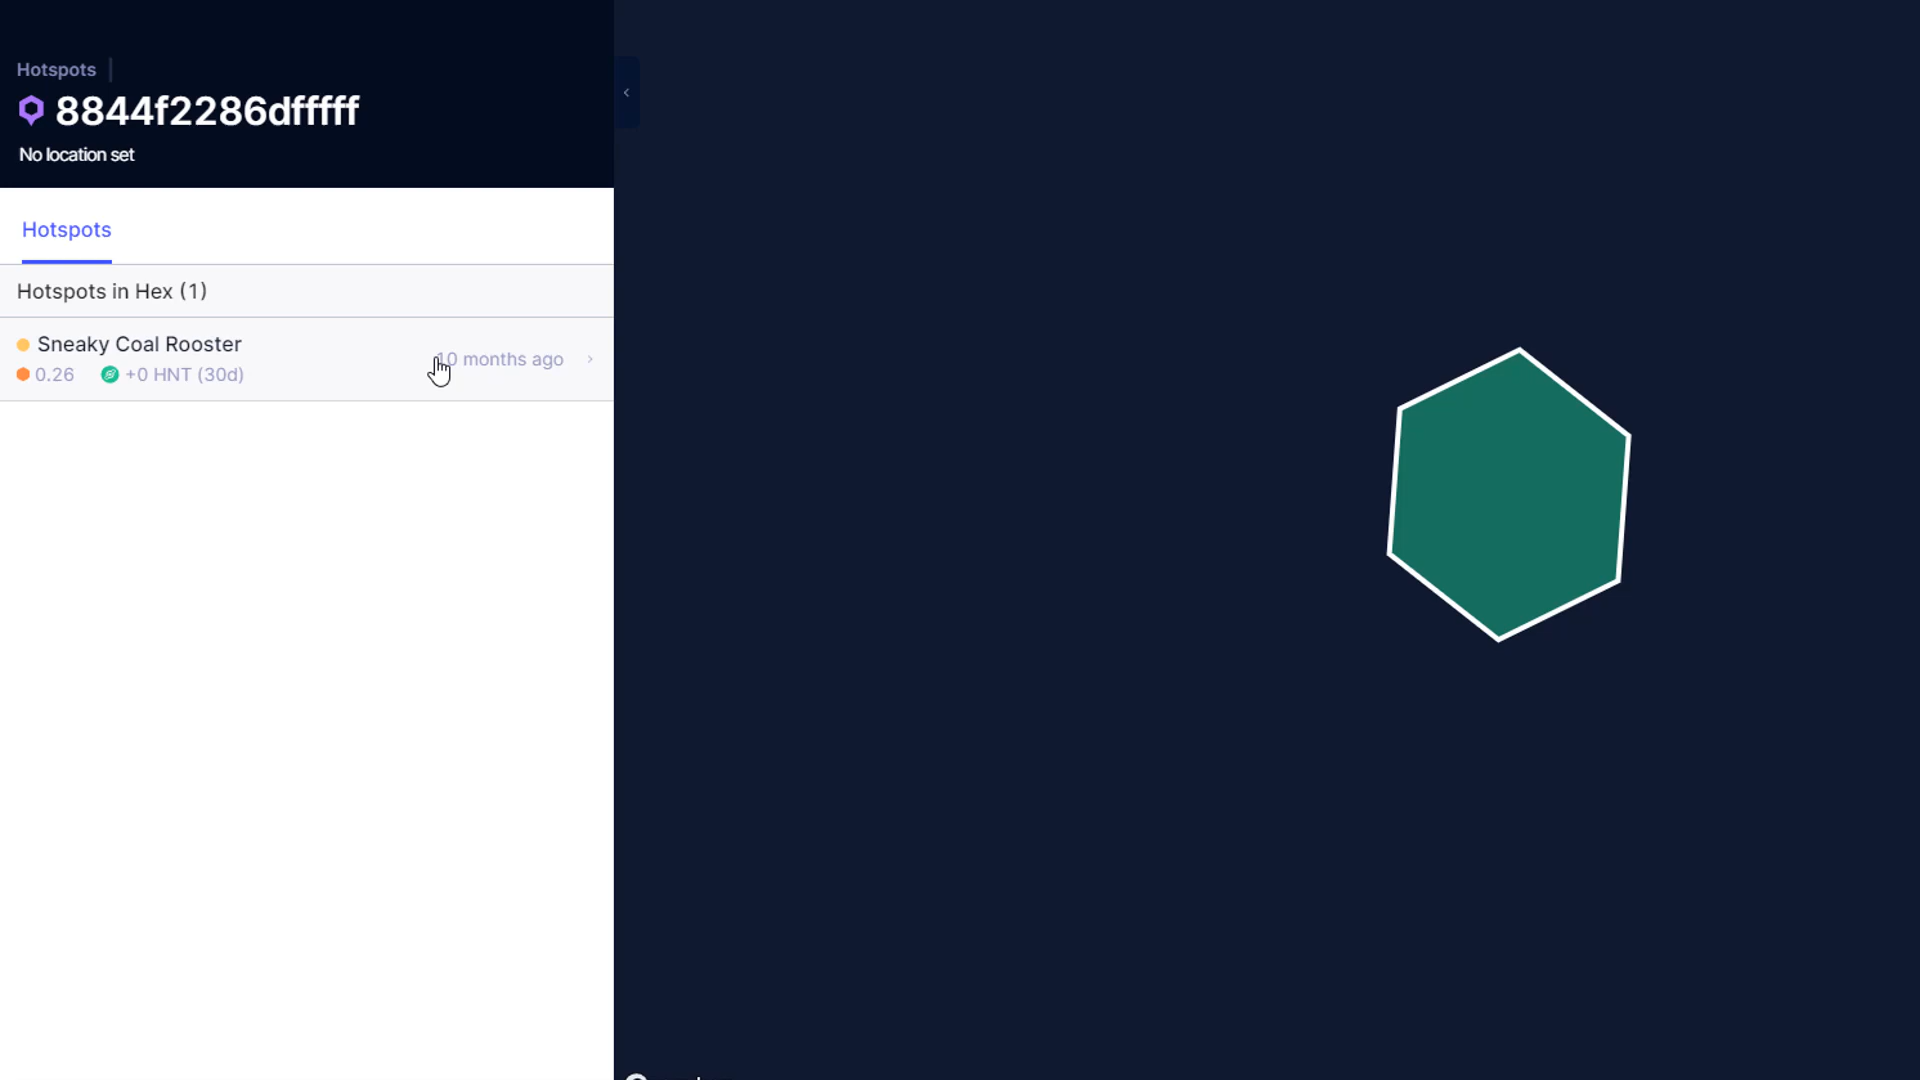 Hotspots
8844f2286dfffff
No location set
Hotspots
Hotspots in Hex (1)
Sneaky Coal Rooster
10 months ago
0.26 +0 HNT (30d)